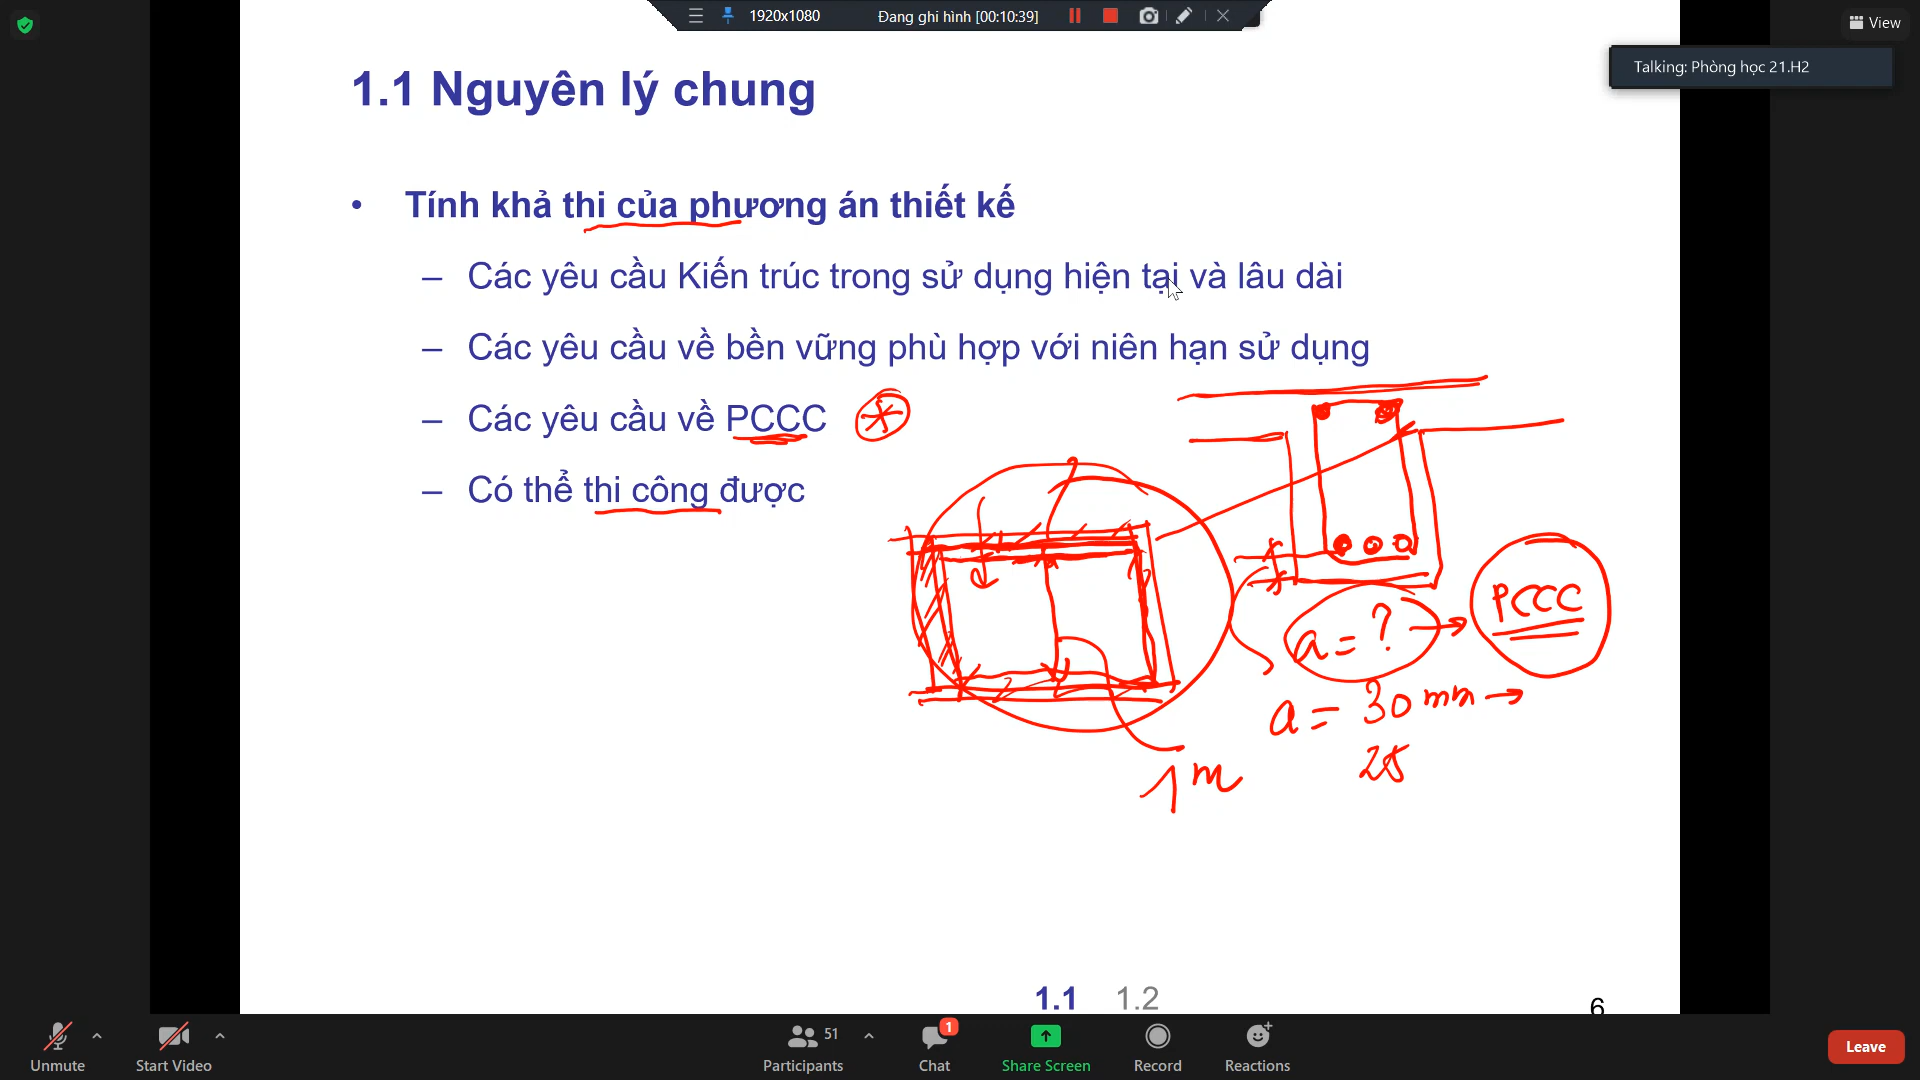 1920x1080
Đang ghi hình [00:10:39]
View
Talking: Phòng học 21.H2
1.1 Nguyên lý chung
• Tính khả thi của phương án thiết kế
– Các yêu cầu Kiến trúc trong sử dụng hiện tại và lâu dài
– Các yêu cầu về bền vững phù hợp với niên hạn sử dụng
– Các yêu cầu về PCCC
– Có thể thi công được
a = ? → PCCC
a = 30 mm →
25
1m
1.1 1.2
6
Unmute
Start Video
51
Participants
1
Chat
Share Screen
Record
Reactions
Leave